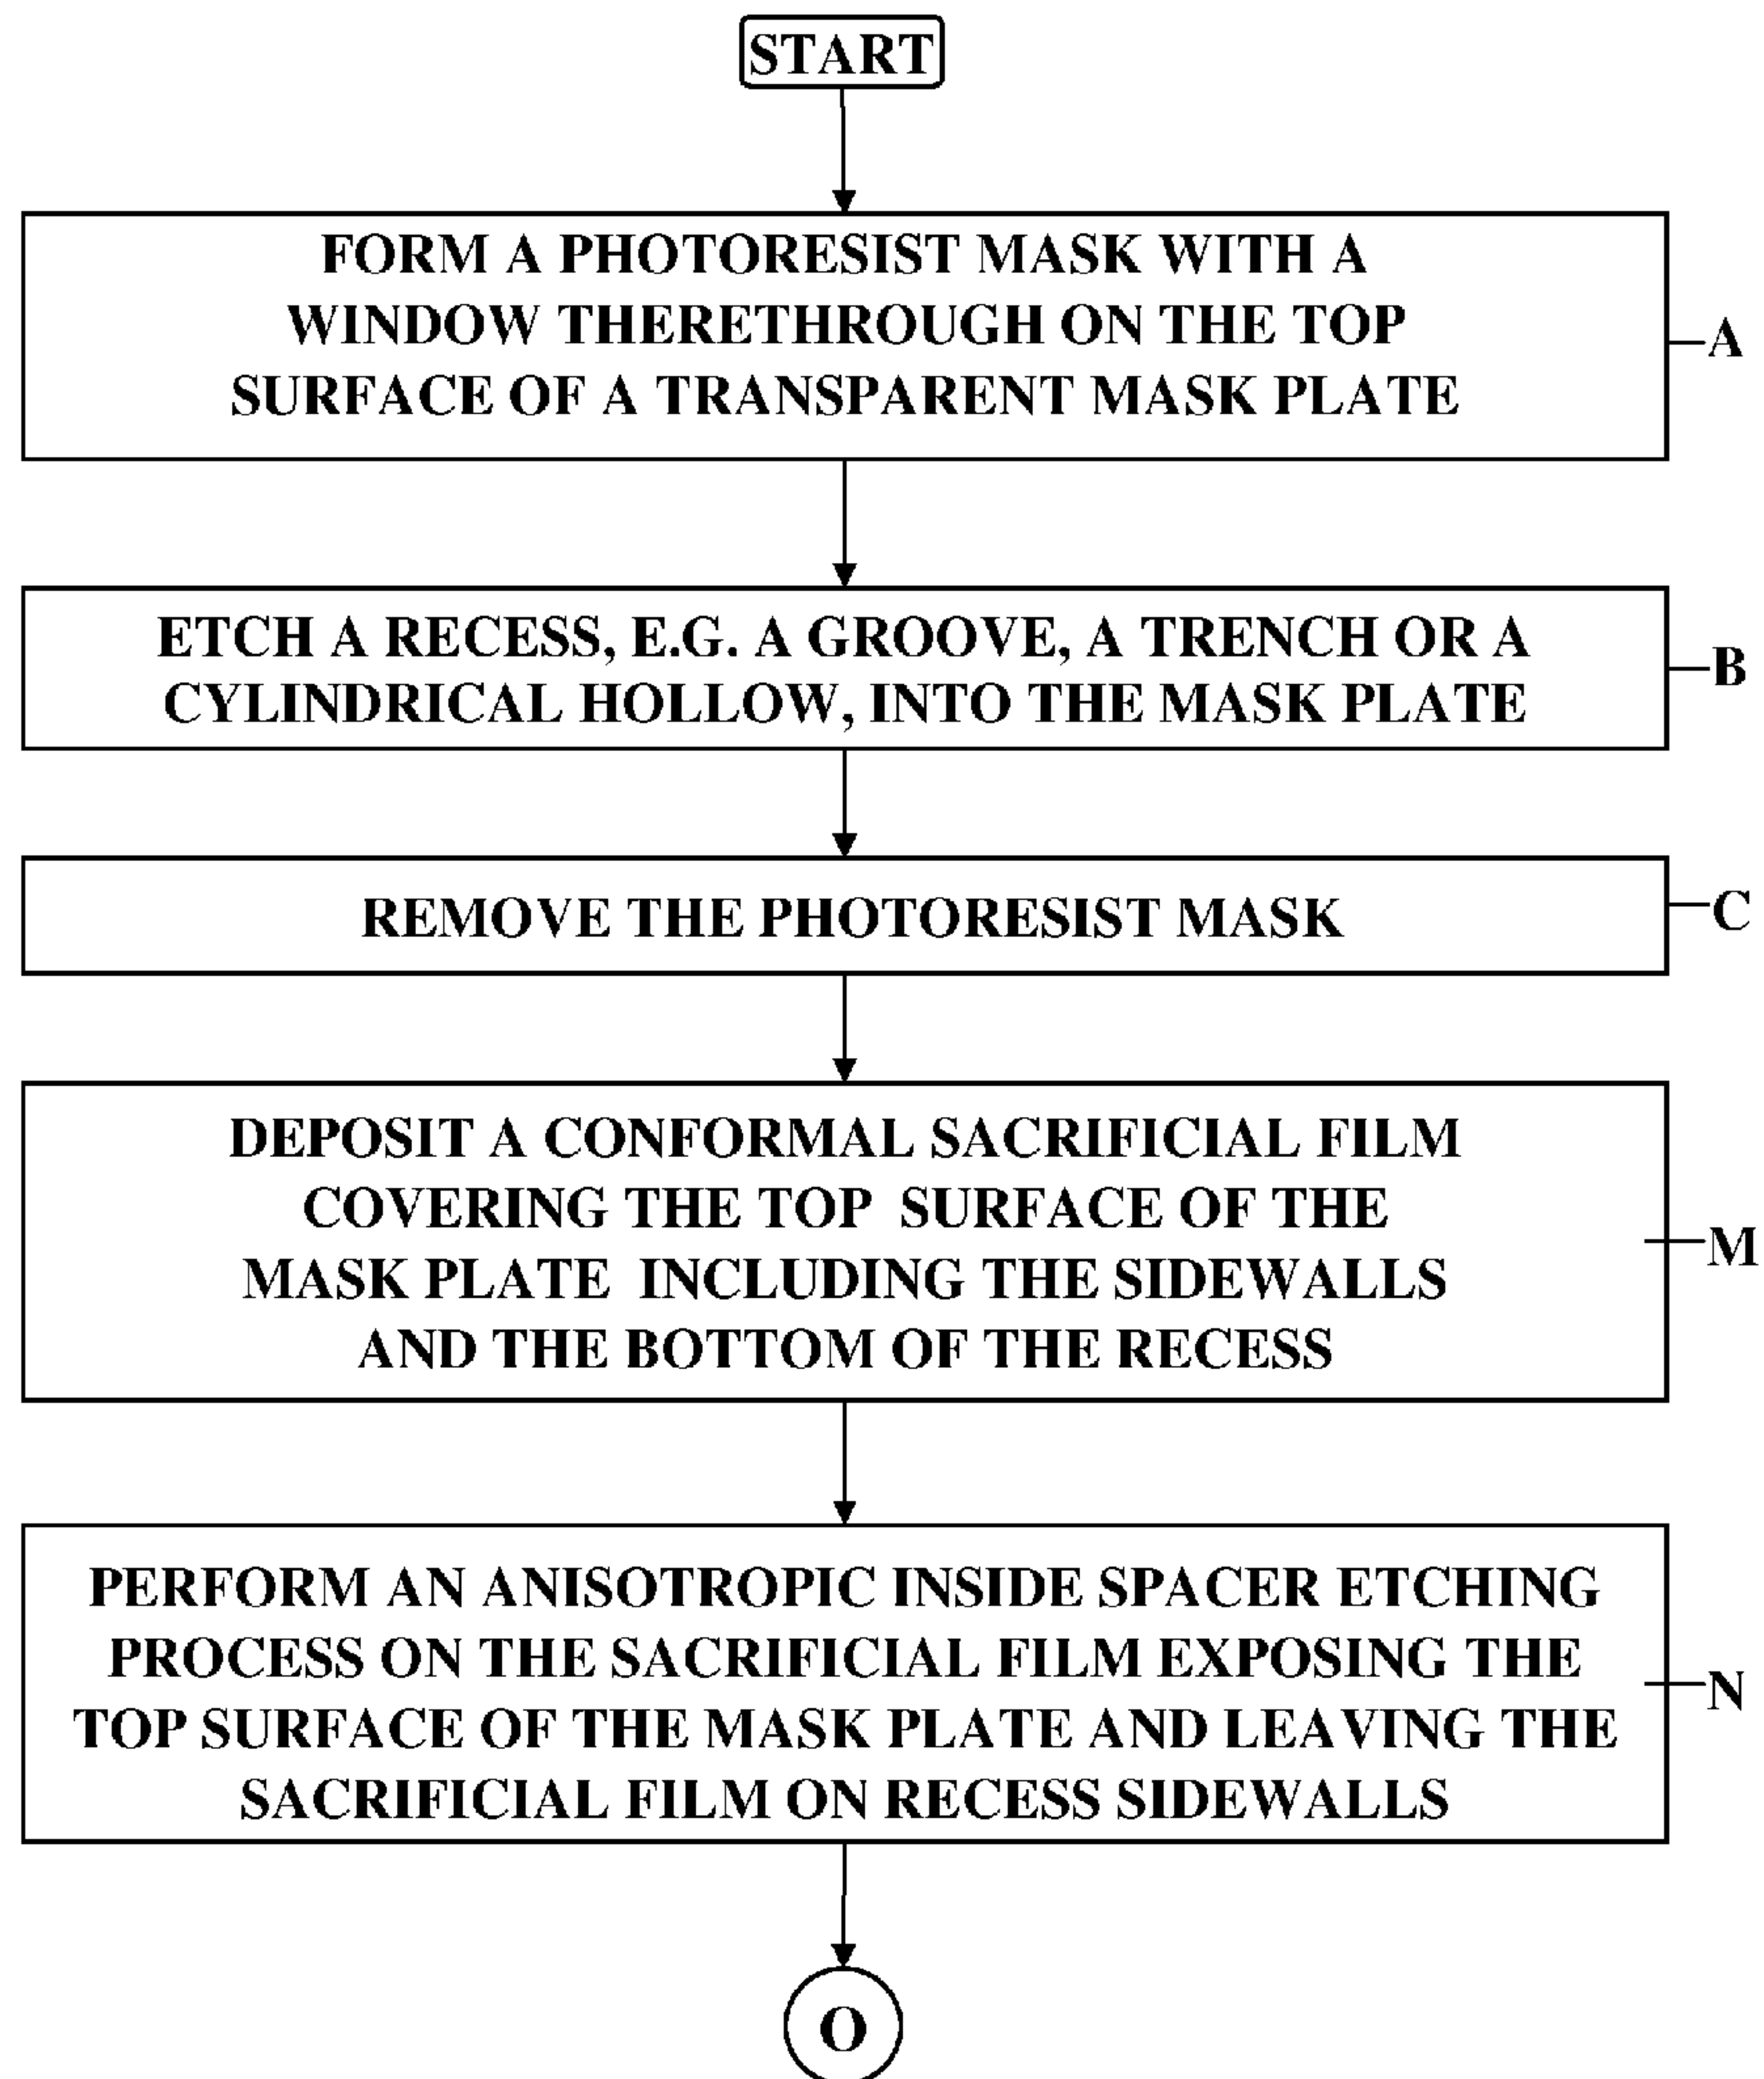 START
FORM A PHOTORESIST MASK WITH A
WINDOW THERETHROUGH ON THE TOP
SURFACE OF A TRANSPARENT MASK PLATE
A
ETCH A RECESS, E.G. A GROOVE, A TRENCH OR A
CYLINDRICAL HOLLOW, INTO THE MASK PLATE
B
REMOVE THE PHOTORESIST MASK
C
DEPOSIT A CONFORMAL SACRIFICIAL FILM
COVERING THE TOP SURFACE OF THE
MASK PLATE INCLUDING THE SIDEWALLS
AND THE BOTTOM OF THE RECESS
M
PERFORM AN ANISOTROPIC INSIDE SPACER ETCHING
PROCESS ON THE SACRIFICIAL FILM EXPOSING THE
TOP SURFACE OF THE MASK PLATE AND LEAVING THE
SACRIFICIAL FILM ON RECESS SIDEWALLS
N
O